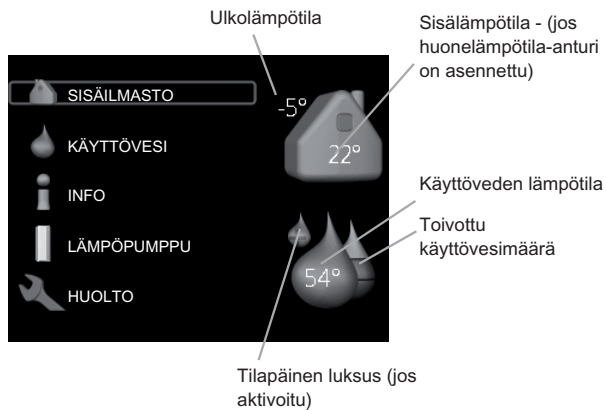 Ulkolämpötila
Sisälämpötila - (jos
huonelämpötila-anturi
on asennettu)
SISÄILMASTO
-5°
KÄYTTÖVESI
22°
INFO
Käyttöveden lämpötila
LÄMPÖPUMPPU
Toivottu
käyttövesimäärä
54°
HUOLTO
Tilapäinen luksus (jos
aktivoitu)